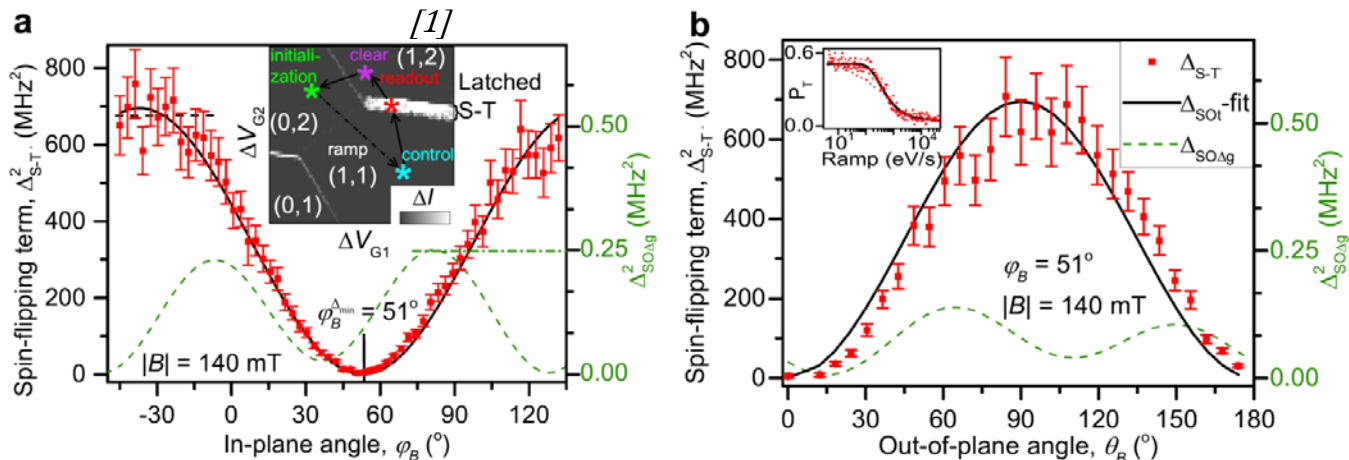 [1]
a
Spin-flipping term, Δ²S-T- (MHz²)
800
600
400
200
0
-30
0
30
60
90
120
In-plane angle, φB (°)
0.50
0.25
0.00
Δ²SOΔg (MHz²)
|B| = 140 mT
φB^Δmin = 51°
initiali-
zation
clear
(1,2)
readout
Latched
S-T
(0,2)
ramp
control
(1,1)
(0,1)
ΔI
ΔVG2
ΔVG1
b
Spin-flipping term, Δ²S-T- (MHz²)
800
600
400
200
0
0
30
60
90
120
150
180
Out-of-plane angle, θB (°)
0.50
0.25
0.00
Δ²SOΔg (MHz²)
0.6
PT
0.0
Ramp (eV/s)
ΔS-T-
ΔSOt-fit
ΔSOΔg
φB = 51°
|B| = 140 mT